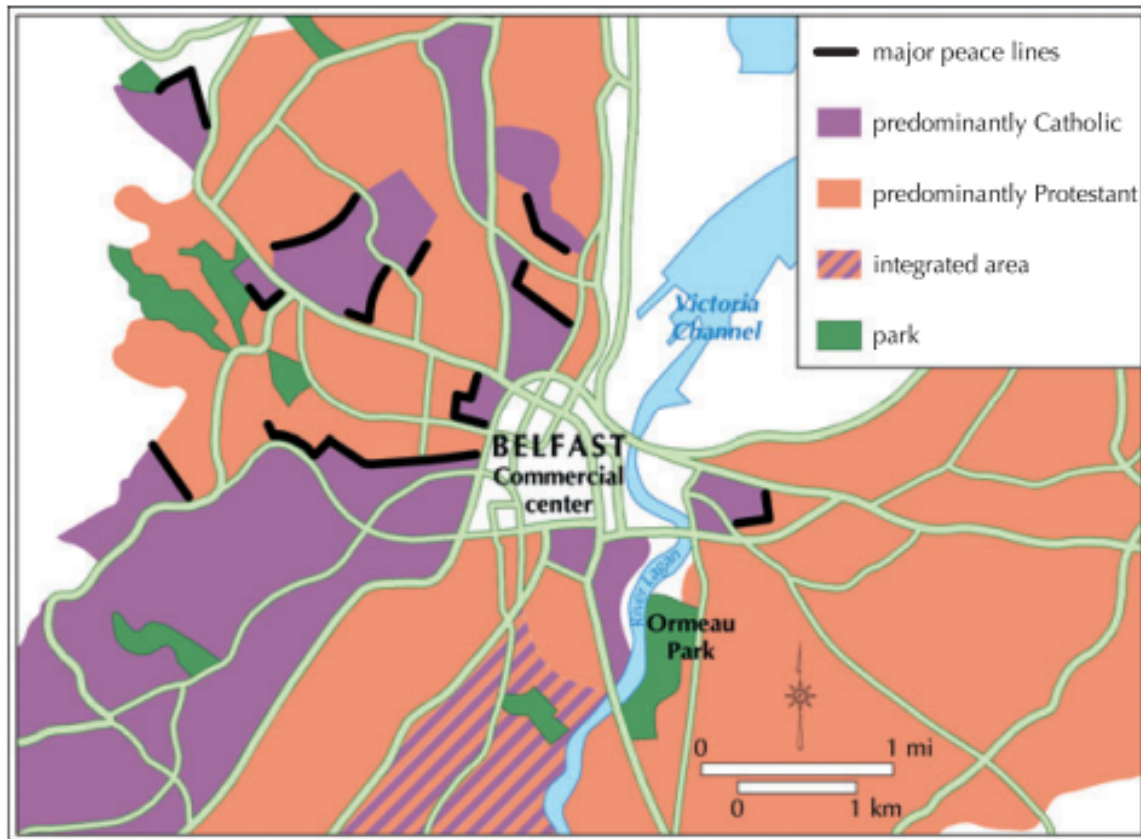 major peace lines
predominantly Catholic
predominantly Protestant
integrated area
park
Victoria
Channel
BELFAST
Commercial
center
River Lagan
Ormeau
Park
0 1 mi
0 1 km